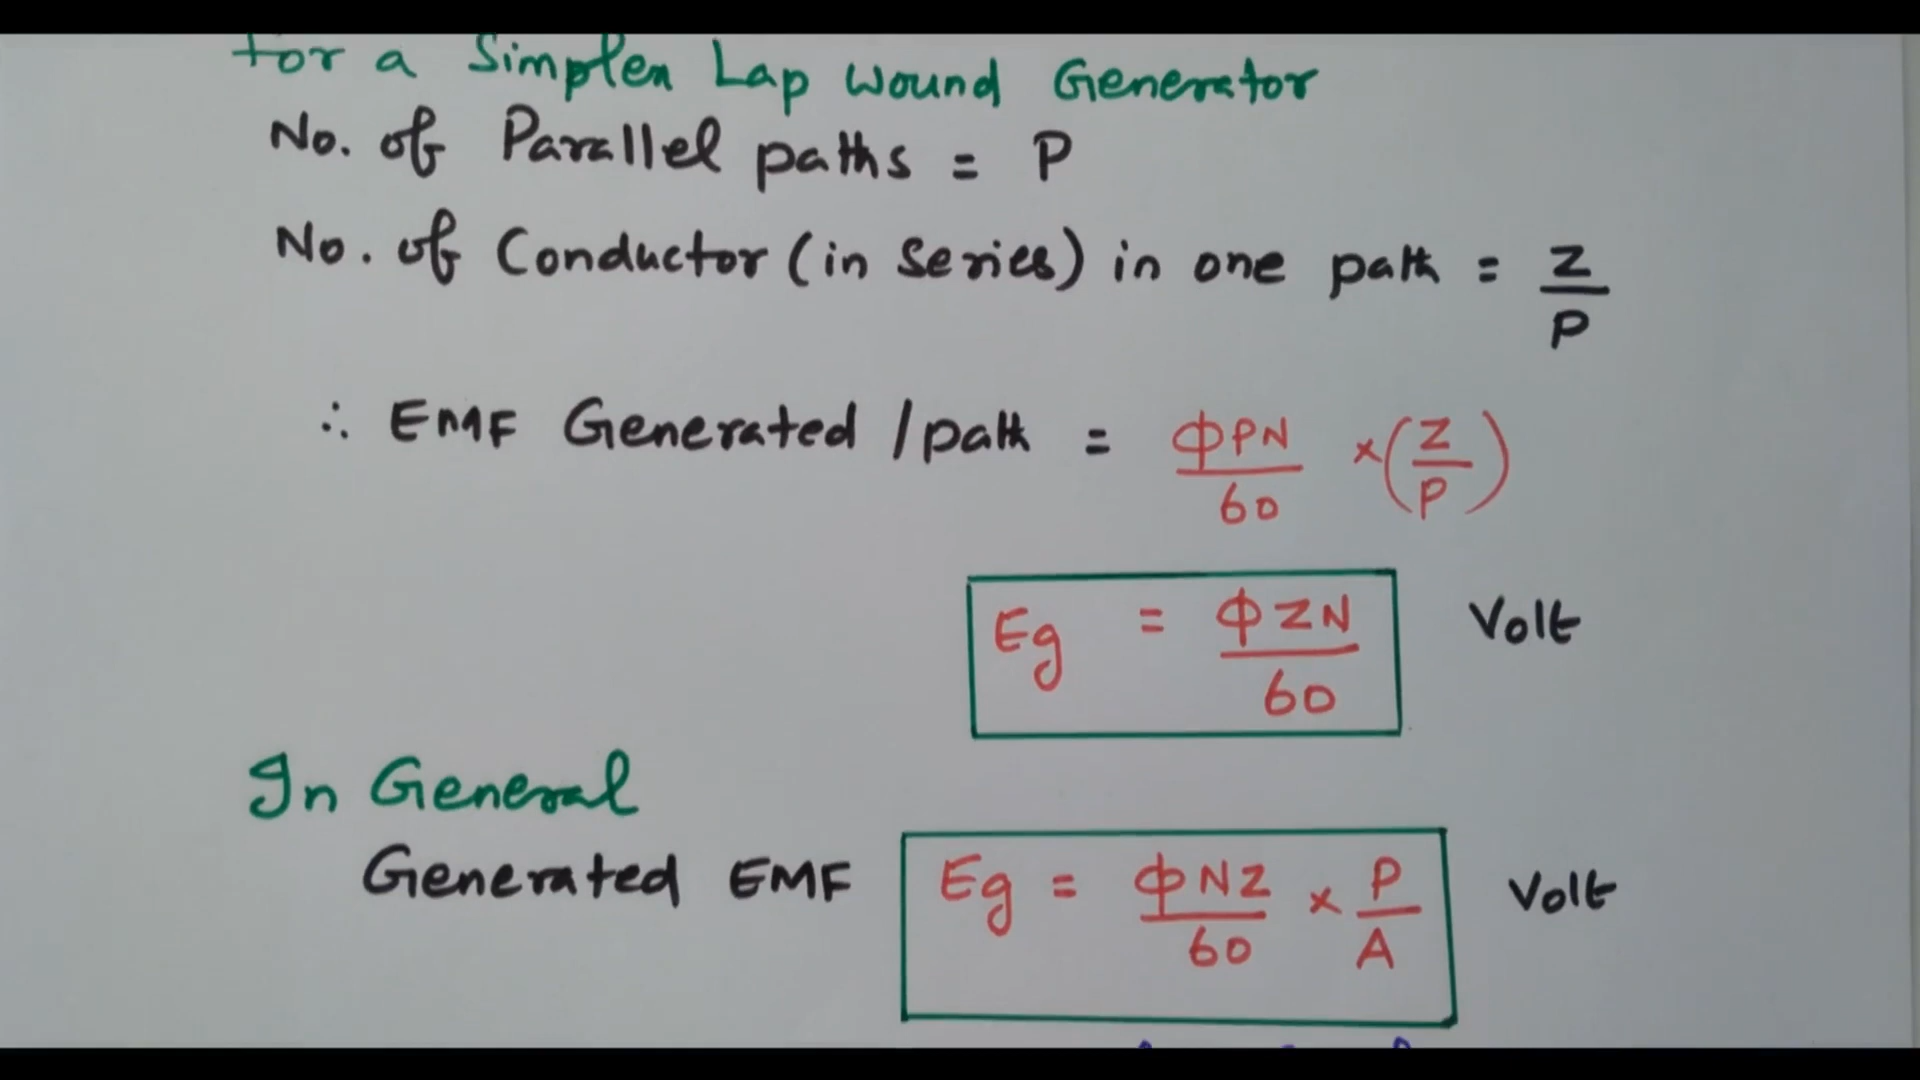 for a Simplex Lap wound Generator
No. of Parallel paths = P
No. of Conductor (in series) in one path = Z/P
∴ EMF Generated / path = ΦPN/60 × (Z/P)
Eg = ΦZN/60 Volt
In General
Generated EMF Eg = ΦNZ/60 × P/A Volt